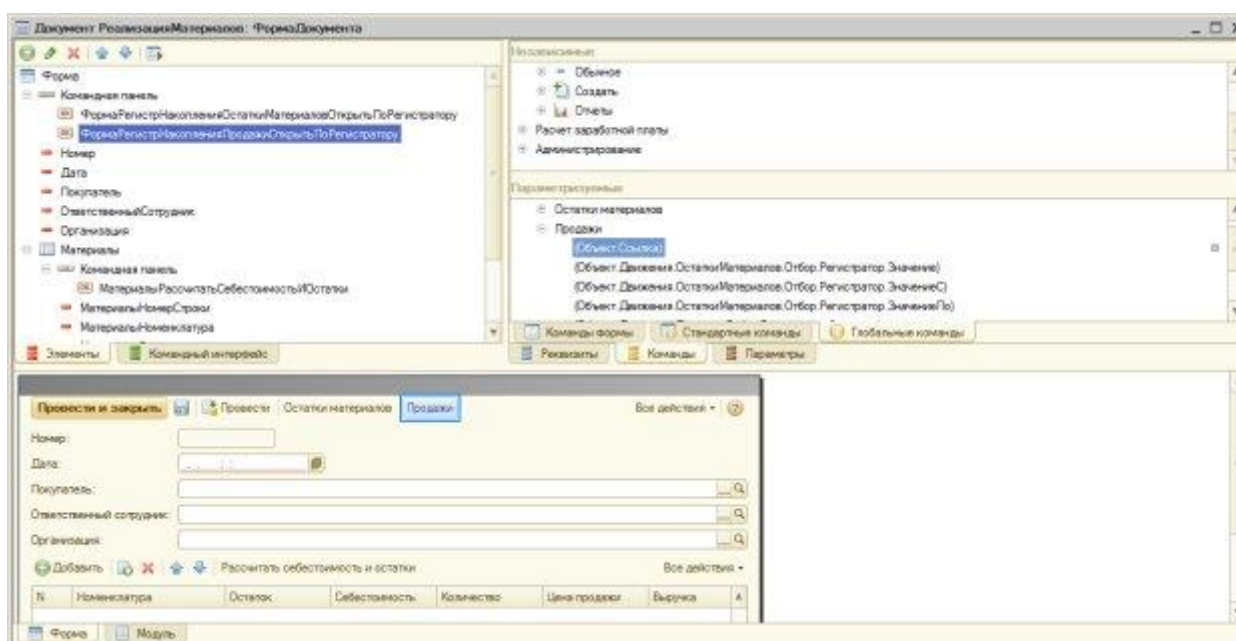 Документ РеализацияМатериалов: ФормаДокумента
Форма
Командная панель
ФормаРегистрНакопленияОстаткиМатериаловОткрытьПоРегистратору
ФормаРегистрНакопленияПродажиОткрытьПоРегистратору
Номер
Дата
Покупатель
ОтветственныйСотрудник
Организация
Материалы
Командная панель
МатериалыРассчитатьСебестоимостьИОстатки
МатериалыНомерСтроки
МатериалыНоменклатура
Элементы
Командный интерфейс
Независимые
Обычное
Создать
Отчеты
Расчет заработной платы
Администрирование
Параметризуемые
Остатки материалов
Продажи
(Объект.Ссылка)
(Объект.Движения.ОстаткиМатериалов.Отбор.Регистратор.Значение)
(Объект.Движения.ОстаткиМатериалов.Отбор.Регистратор.ЗначениеС)
(Объект.Движения.ОстаткиМатериалов.Отбор.Регистратор.ЗначениеПо)
Команды формы Стандартные команды Глобальные команды
Реквизиты Команды Параметры
Провести и закрыть Провести Остатки материалов Продажи Все действия
Номер:
Дата:
Покупатель:
Ответственный сотрудник:
Организация:
Добавить Рассчитать себестоимость и остатки Все действия
N Номенклатура Остаток Себестоимость Количество Цена продажи Выручка
Форма Модуль